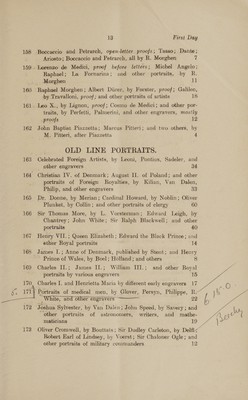 12 First Day
158 Boccaccio and Petrarch, open-letter proofs; Tasso; Dante;
Ariosto; Boccaccio and Petrarch, all by R. Morghen 7
159 Lorenzo de Medici, proof before letters; Michel Angelo;
Raphael; La Fornarina; and other portraits, by R.
Morghen 11
160 Raphael Morghen; Albert Dürer, by Forster, proof; Galileo,
by Travalloni, proof; and other portraits of artists 18
161 Leo X., by Lignon, proof; Cosmo de Medici; and other por-
traits, by Perfetti, Palmerini, and other engravers, mostly
proofs 12
162 John Baptist Piazzetta; Marcus Pitteri; and two others, by
M. Pitteri, after Piazzetta 4
OLD LINE PORTRAITS.
163 Celebrated Foreign Artists, by Leoni, Pontius, Sadeler, and
other engravers 54
164 Christian IV. of Denmark; August II. of Poland; and other
portraits of Foreign Royalties, by Kilian, Van Dalen,
Philip, and other engravers 53
165 Dr. Donne, by Merian; Cardinal Howard, by Noblin; Oliver
Plunket, by Collin; and other portraits of clergy 60
166 Sir Thomas More, by L. Vorsterman; Edward Leigh, by
Chantrey; John White; Sir Ralph Blackwell; and other
portraits 40
167 Henry VII.; Queen Elizabeth; Edward the Black Prince; and
other Royal portraits 14
168 James I.; Anne of Denmark, published by Stent; and Henry
Prince of Wales, by Boel; Holland; and others 8
169 Charles II.; James II.; William III.; and other Royal
portraits by various engravers 15
170 Charles I. and Henrietta Maria by different early engravers 17
171 Portraits of medical men, by Glover, Persyn, Philippe, R.
White, and other engravers 22
172 Joshua Sylvester, by Van Dalen; John Speed, by Savery; and
other portraits of astronomers, writers, and mathe-
maticians 19
173 Oliver Cromwell, by Bouttats; Sir Dudley Carleton, by Delff;
Robert Earl of Lindsey, by Voerst; Sir Chaloner Ogle; and
other portraits of military commanders 12